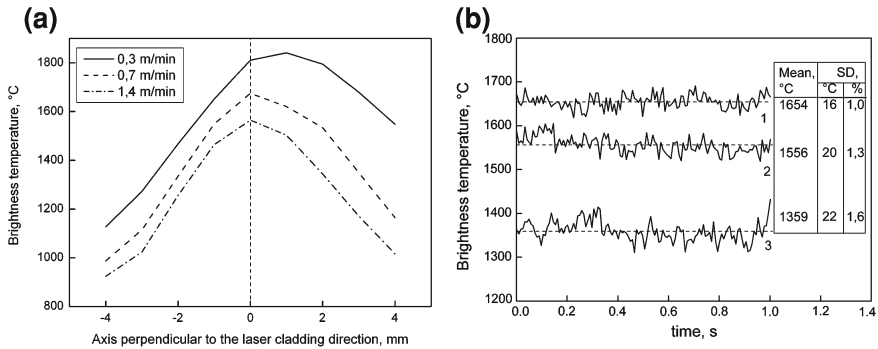 (a)
0,3 m/min
0,7 m/min
1,4 m/min
1800
1600
1400
1200
1000
800
-4 -2 0 2 4
Brightness temperature, °C
Axis perpendicular to the laser cladding direction, mm
(b)
1800
1700
1600
1500
1400
1300
1200
0.0 0.2 0.4 0.6 0.8 1.0 1.2 1.4
Brightness temperature, °C
time, s
1
2
3
Mean, SD,
°C °C %
1654 16 1,0
1556 20 1,3
1359 22 1,6